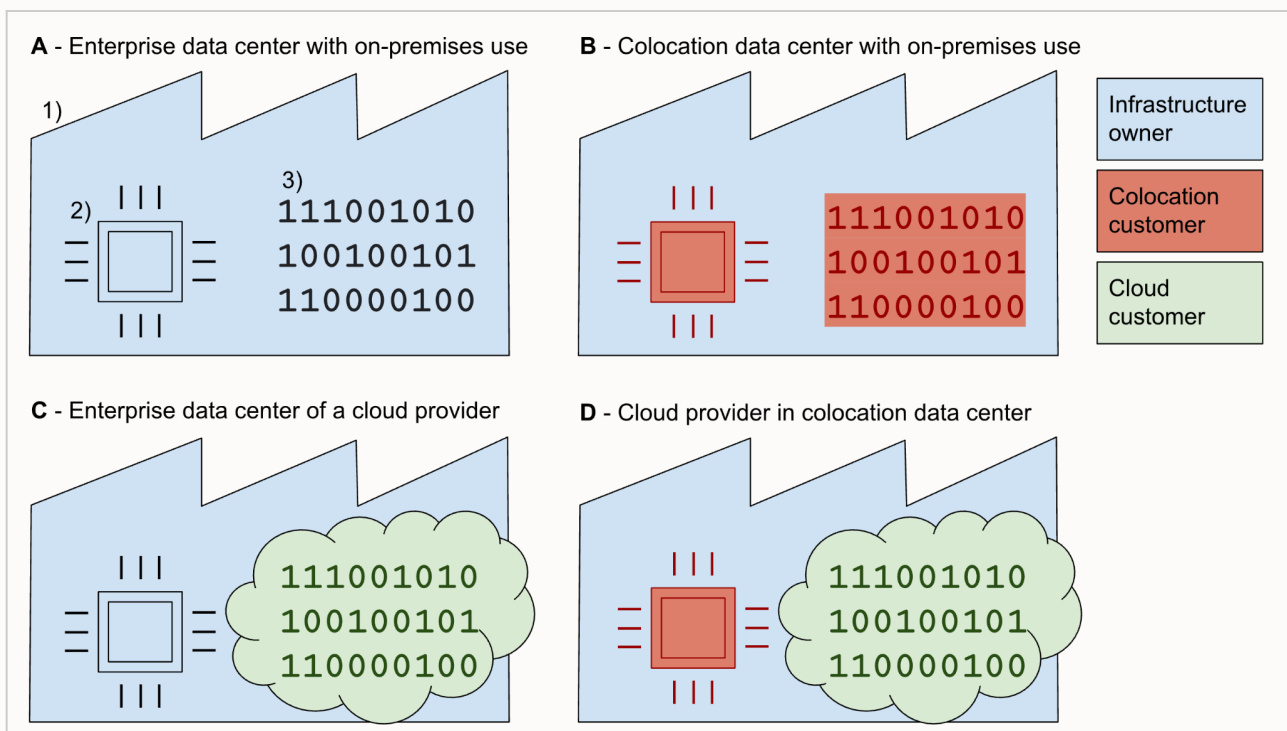 A - Enterprise data center with on-premises use
1)
2)
3)
111001010
100100101
110000100
B - Colocation data center with on-premises use
111001010
100100101
110000100
Infrastructure
owner
Colocation
customer
Cloud
customer
C - Enterprise data center of a cloud provider
111001010
100100101
110000100
D - Cloud provider in colocation data center
111001010
100100101
110000100